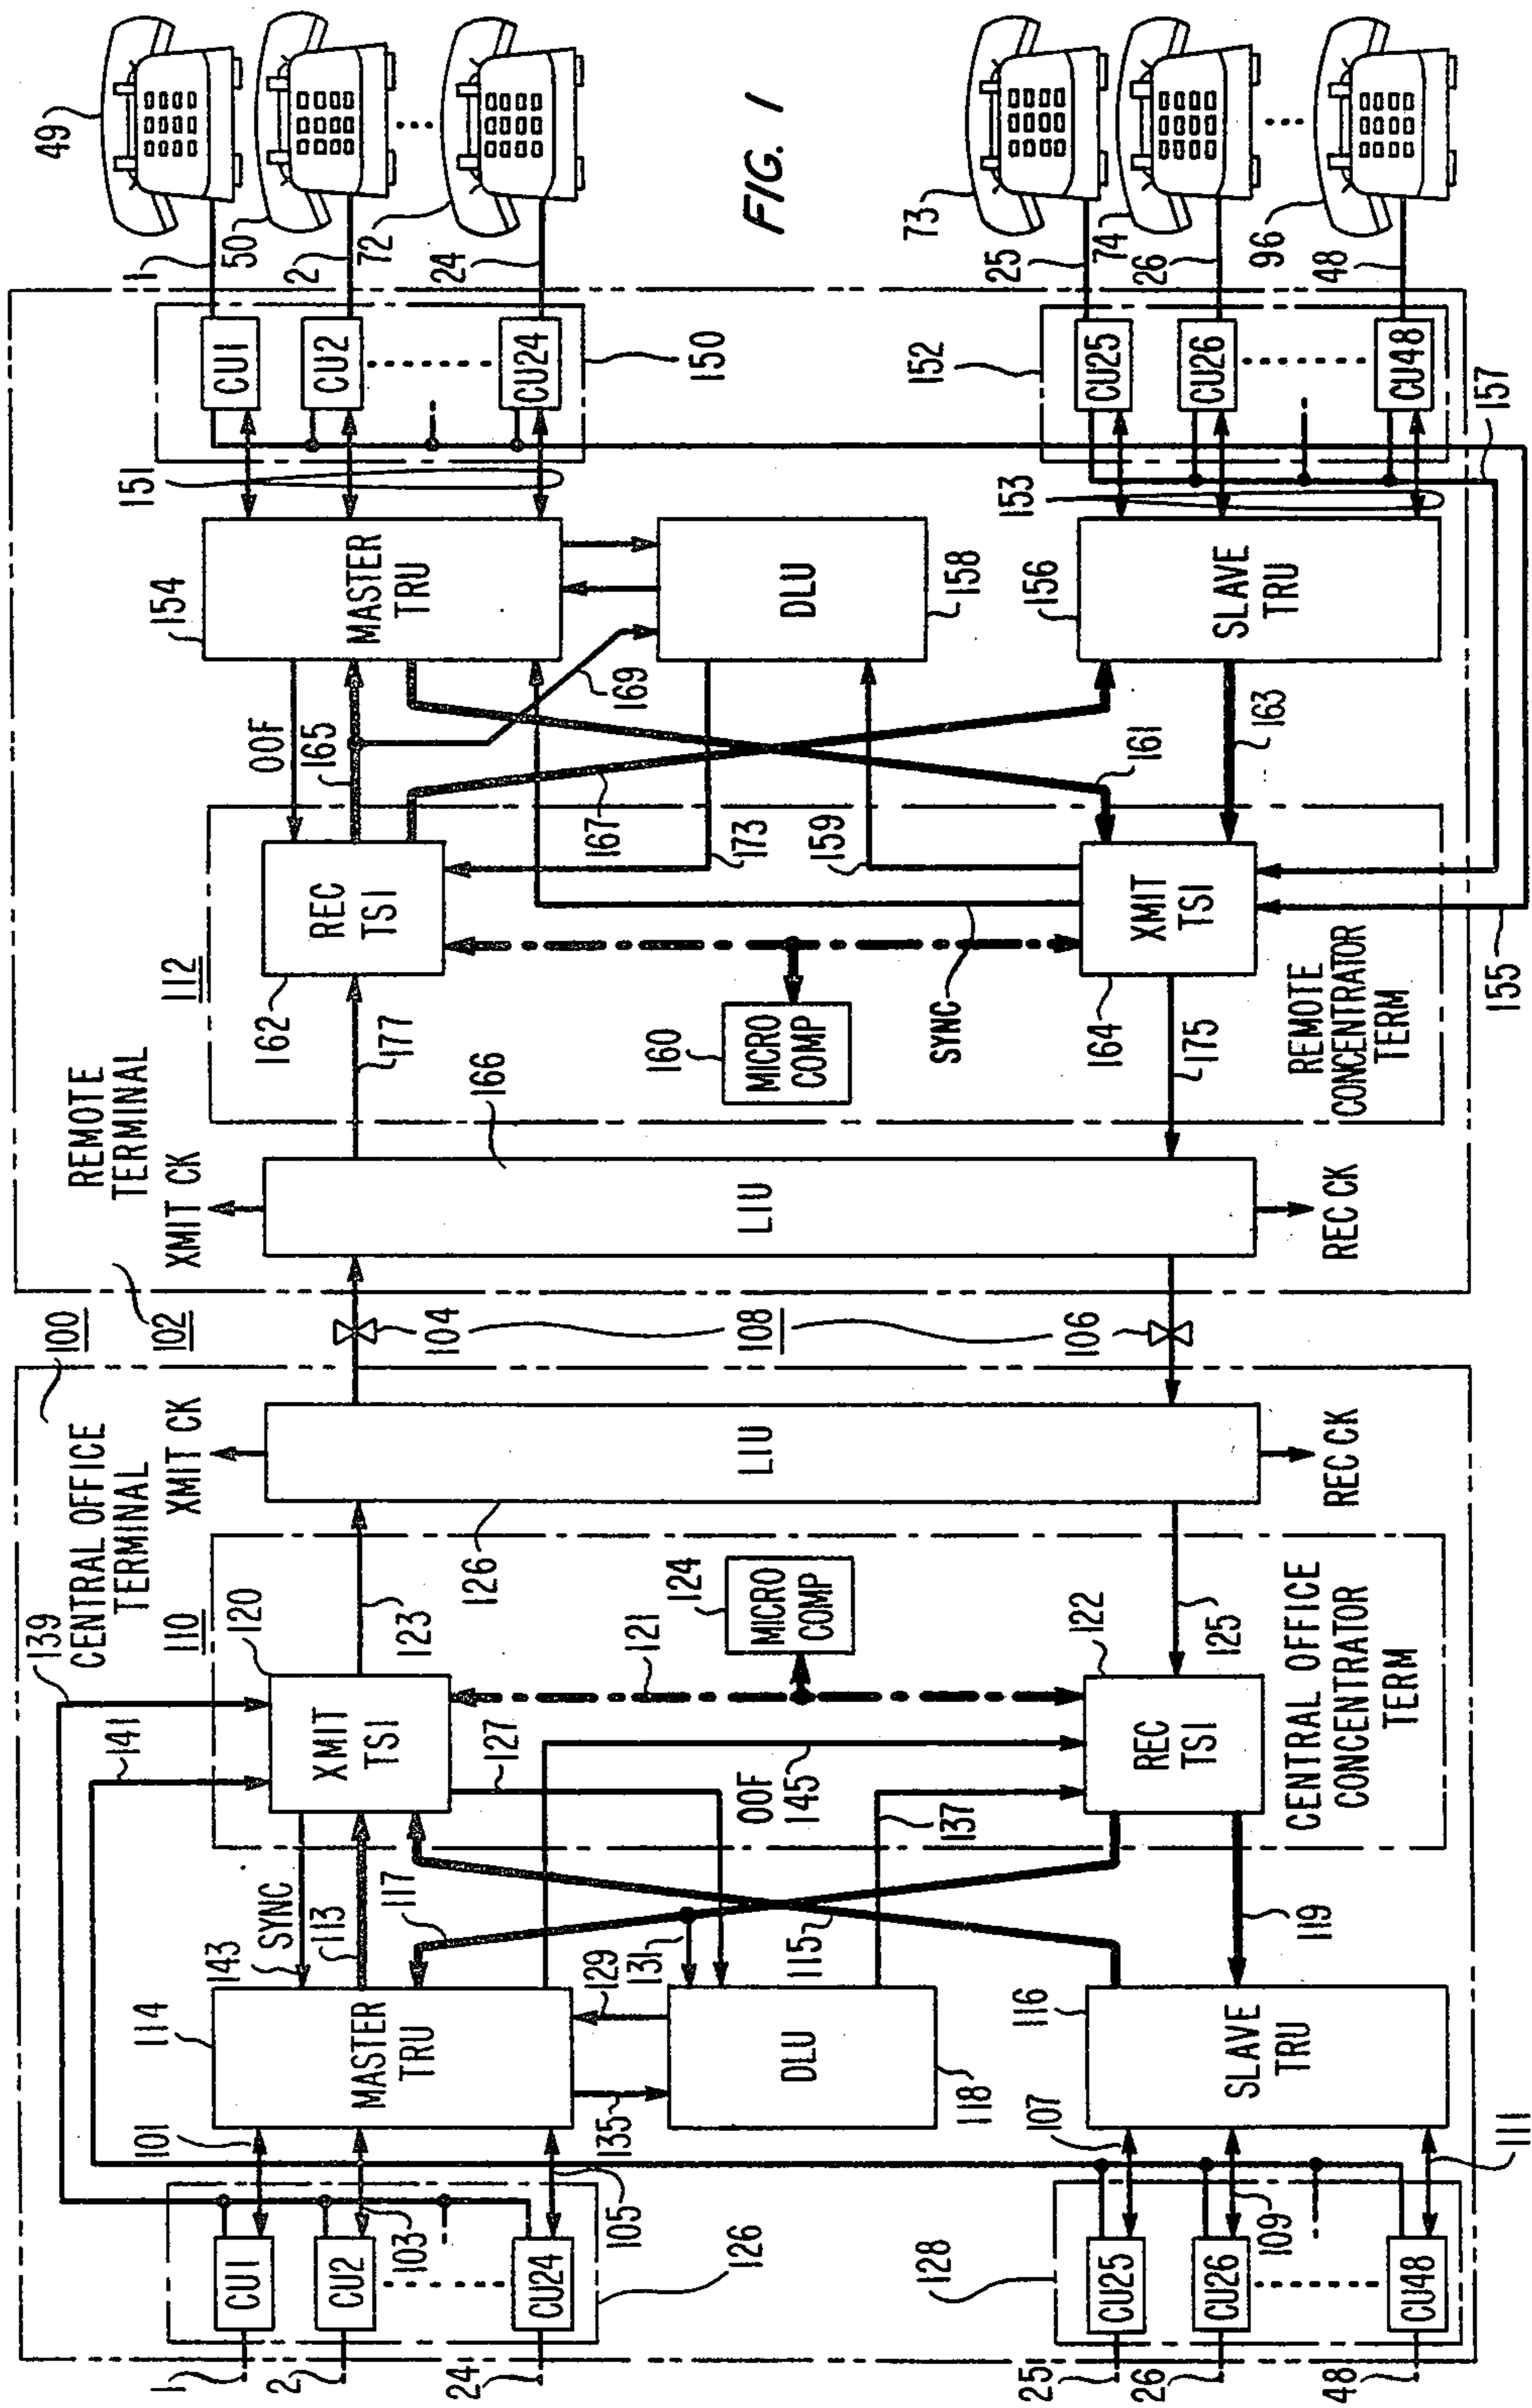 FIG. 1
100
CENTRAL OFFICE
TERMINAL
139
141
XMIT CK
REC CK
110
CENTRAL OFFICE
CONCENTRATOR
TERM
120
XMIT
TSI
123
121
124
MICRO
COMP
122
REC
TSI
125
126
LIU
127
OOF
145
137
143
SYNC
113
117
131
129
115
119
114
MASTER
TRU
135
DLU
118
116
SLAVE
TRU
101
103
105
107
109
111
CU1
CU2
CU24
126
128
CU25
CU26
CU48
1
2
24
25
26
48
104
108
106
102
REMOTE
TERMINAL
XMIT CK
REC CK
166
LIU
112
177
162
REC
TSI
160
MICRO
COMP
SYNC
164
XMIT
TSI
175
REMOTE
CONCENTRATOR
TERM
155
157
OOF
165
167
169
173
159
161
163
154
MASTER
TRU
DLU
158
156
SLAVE
TRU
151
153
CU1
CU2
CU24
150
152
CU25
CU26
CU48
1
2
24
25
26
48
49
50
72
73
74
96